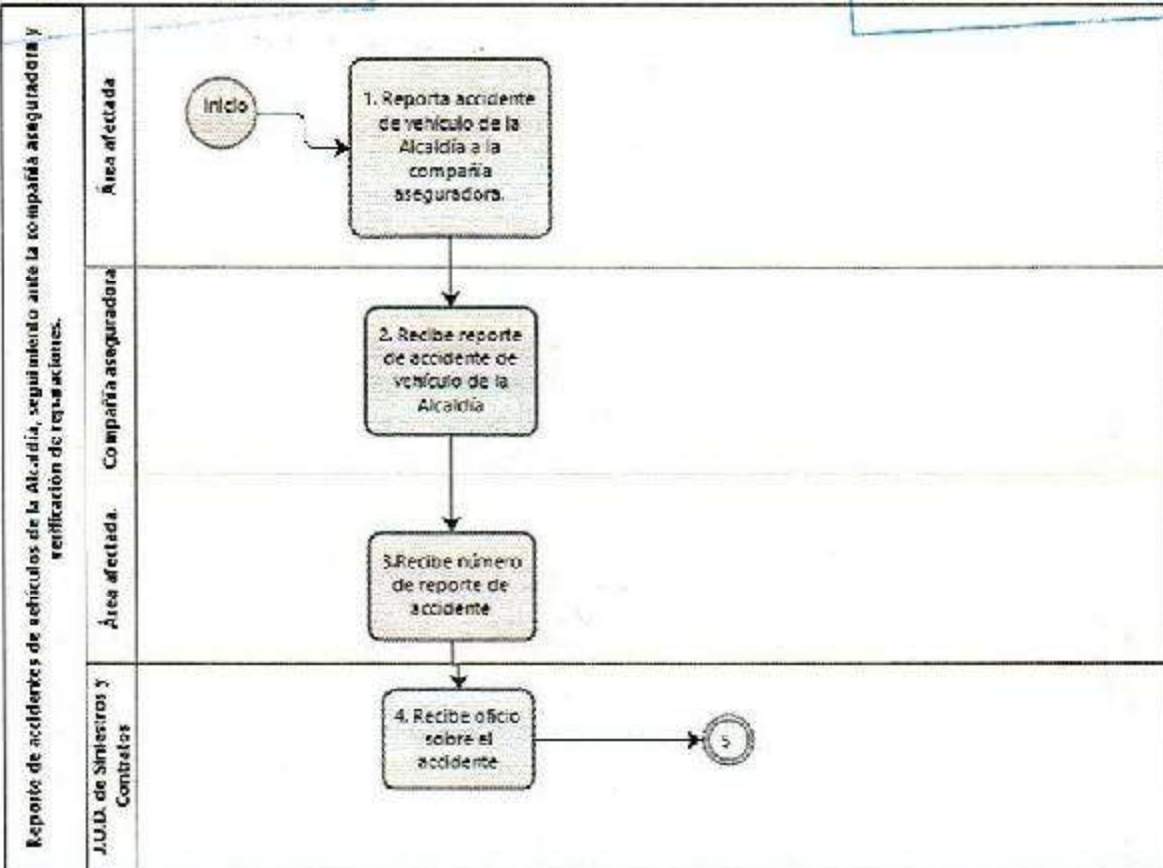 Reporte de accidentes de vehículos de la Alcaldía, seguimiento ante la compañía aseguradora y
verificación de reparaciones.
Área afectada
Inicio
1. Reporta accidente
de vehículo de la
Alcaldía a la
compañía
aseguradora.
Compañía aseguradora
2. Recibe reporte
de accidente de
vehículo de la
Alcaldía
Área afectada.
3.Recibe número
de reporte de
accidente
J.U.D. de Siniestros y
Contratos
4. Recibe oficio
sobre el
accidente
5